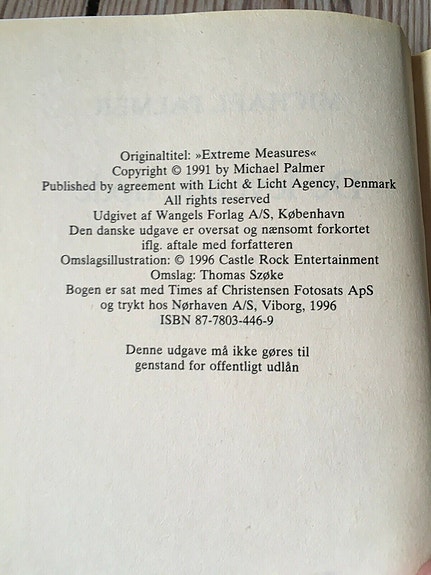 Originaltitel: »Extreme Measures«
Copyright © 1991 by Michael Palmer
Published by agreement with Licht & Licht Agency, Denmark
All rights reserved
Udgivet af Wangels Forlag A/S, København
Den danske udgave er oversat og nænsomt forkortet
iflg. aftale med forfatteren
Omslagsillustration: © 1996 Castle Rock Entertainment
Omslag: Thomas Szøke
Bogen er sat med Times af Christensen Fotosats ApS
og trykt hos Nørhaven A/S, Viborg, 1996
ISBN 87-7803-446-9
Denne udgave må ikke gøres til
genstand for offentligt udlån